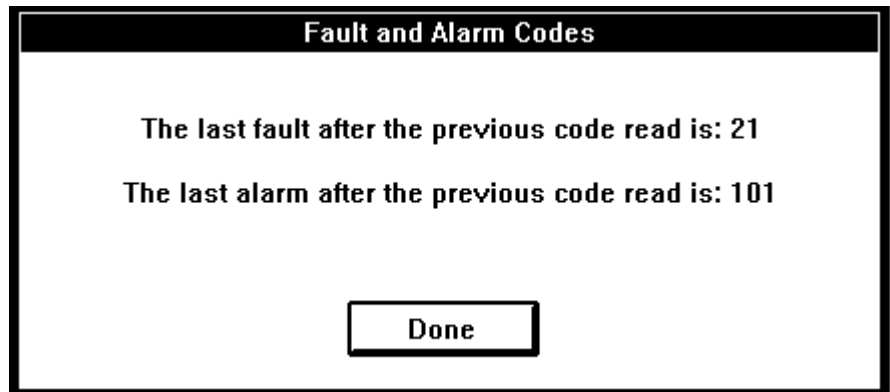 Fault and Alarm Codes
The last fault after the previous code read is: 21
The last alarm after the previous code read is: 101
Done